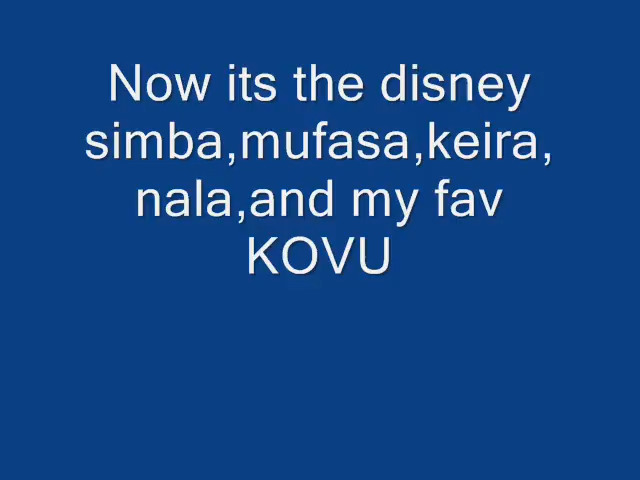 Now its the disney
simba,mufasa,keira,
nala,and my fav
KOVU